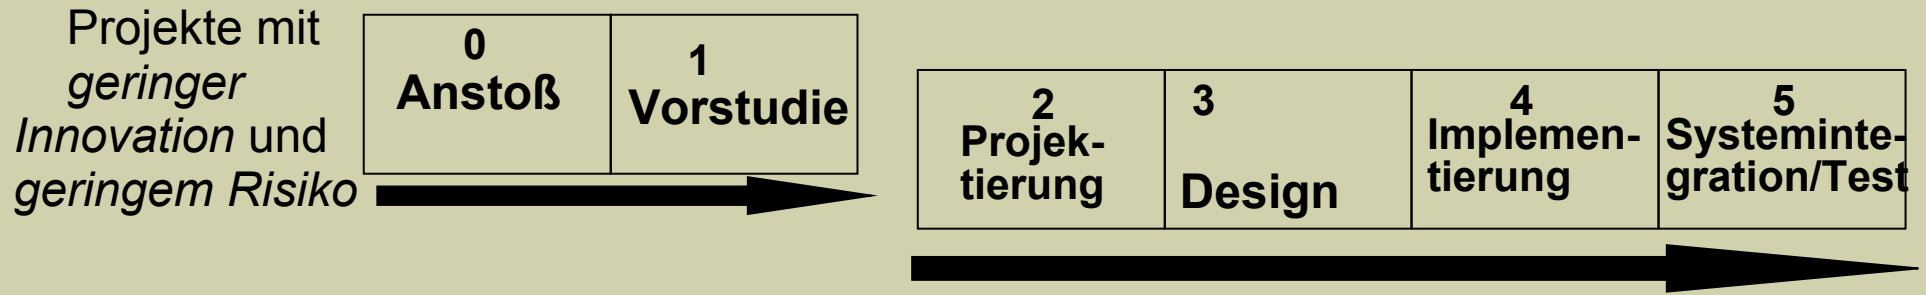 Projekte mit
geringer
Innovation und
geringem Risiko
0
Anstoß
1
Vorstudie
2
Projek-
tierung
3
Design
4
Implemen-
tierung
5
Systeminte-
gration/Test